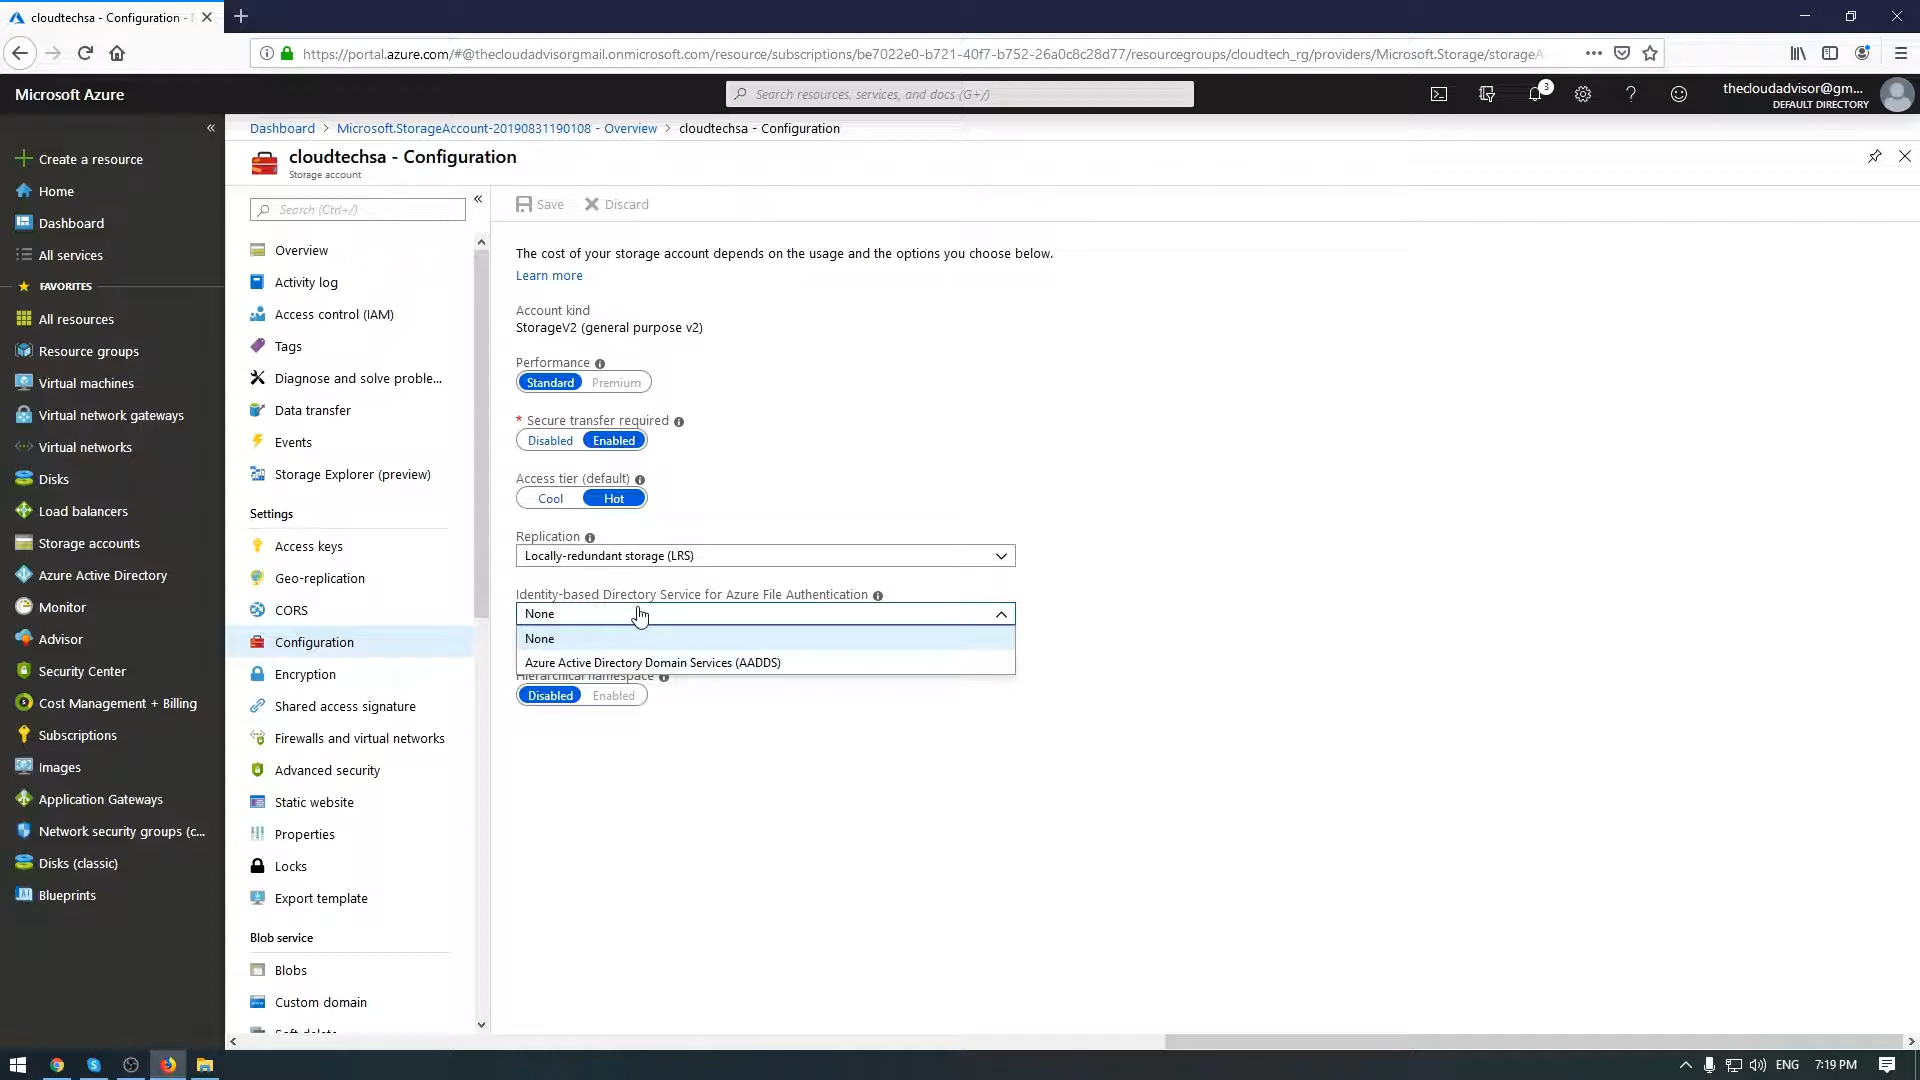 cloudtechsa - Configuration -
https://portal.azure.com/#@thecloudadvisorgmail.onmicrosoft.com/resource/subscriptions/be7022e0-b721-40f7-b752-26a0c8c28d77/resourcegroups/cloudtech_rg/providers/Microsoft.Storage/storageA
Microsoft Azure
Search resources, services, and docs (G+/)
3
thecloudadvisor@gm...
DEFAULT DIRECTORY
Dashboard > Microsoft.StorageAccount-20190831190108 - Overview > cloudtechsa - Configuration
cloudtechsa - Configuration
Storage account
Create a resource
Home
Dashboard
All services
FAVORITES
All resources
Resource groups
Virtual machines
Virtual network gateways
Virtual networks
Disks
Load balancers
Storage accounts
Azure Active Directory
Monitor
Advisor
Security Center
Cost Management + Billing
Subscriptions
Images
Application Gateways
Network security groups (c...
Disks (classic)
Blueprints
Search (Ctrl+/)
Overview
Activity log
Access control (IAM)
Tags
Diagnose and solve proble...
Data transfer
Events
Storage Explorer (preview)
Settings
Access keys
Geo-replication
CORS
Configuration
Encryption
Shared access signature
Firewalls and virtual networks
Advanced security
Static website
Properties
Locks
Export template
Blob service
Blobs
Custom domain
Soft delete
Save Discard
The cost of your storage account depends on the usage and the options you choose below.
Learn more
Account kind
StorageV2 (general purpose v2)
Performance
Standard Premium
* Secure transfer required
Disabled Enabled
Access tier (default)
Cool Hot
Replication
Locally-redundant storage (LRS)
Identity-based Directory Service for Azure File Authentication
None
None
Azure Active Directory Domain Services (AADDS)
Hierarchical namespace
Disabled Enabled
ENG 7:19 PM